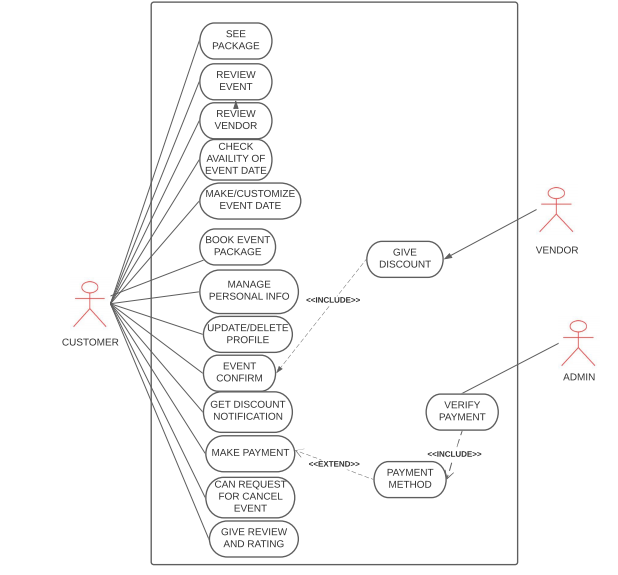 SEE
PACKAGE
REVIEW
EVENT
REVIEW
VENDOR
CHECK
AVAILITY OF
EVENT DATE
MAKE/CUSTOMIZE
EVENT DATE
BOOK EVENT
PACKAGE
MANAGE
PERSONAL INFO
UPDATE/DELETE
PROFILE
EVENT
CONFIRM
GET DISCOUNT
NOTIFICATION
MAKE PAYMENT
CAN REQUEST
FOR CANCEL
EVENT
GIVE REVIEW
AND RATING
CUSTOMER
GIVE
DISCOUNT
<<INCLUDE>>
VENDOR
ADMIN
VERIFY
PAYMENT
<<INCLUDE>>
<<EXTEND>>
PAYMENT
METHOD